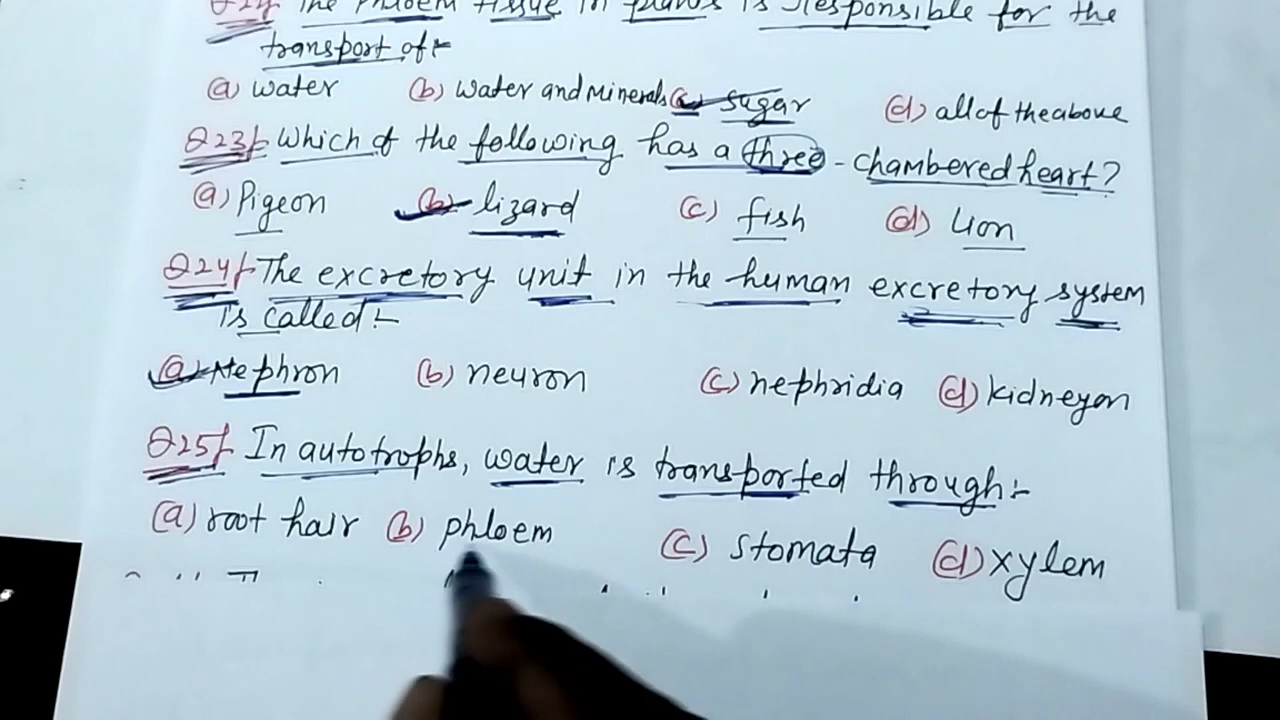 The Phloem tissue in plants is responsible for the
transport of:-
(a) water (b) water and minerals (c) sugar (d) all of the above
Q23/- Which of the following has a three-chambered heart?
(a) Pigeon (b) lizard (c) fish (d) Lion
Q24/- The excretory unit in the human excretory system
is called:-
(a) Nephron (b) neuron (c) nephridia (d) kidneyon
Q25/- In autotrophs, water is transported through:-
(a) root hair (b) phloem (c) stomata (d) xylem